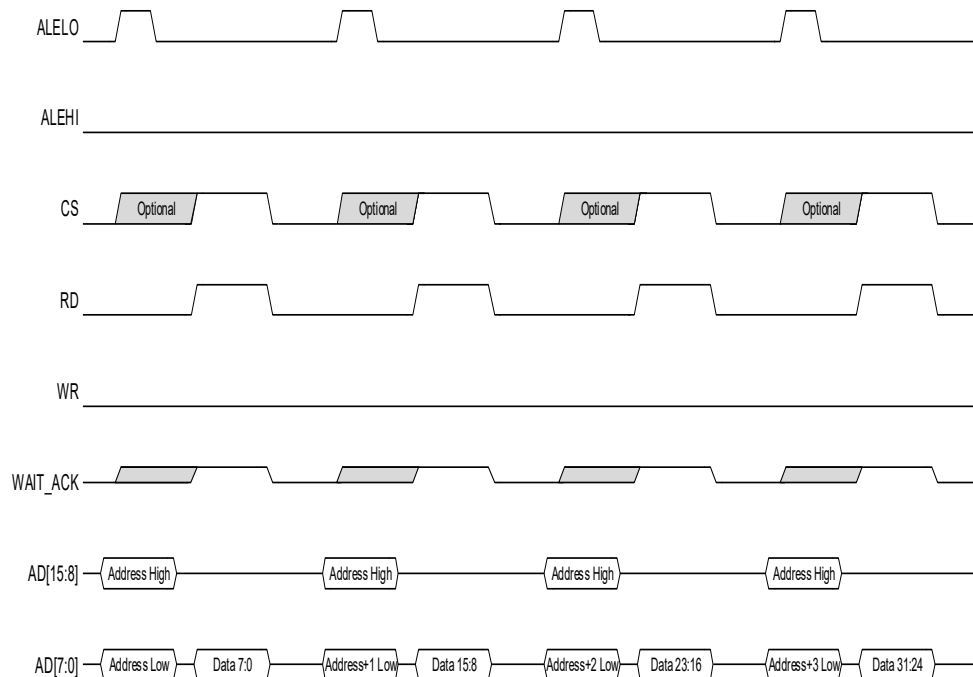 ALELO
ALEHI
CS Optional Optional Optional Optional
RD
WR
WAIT_ACK
AD[15:8] Address High Address High Address High Address High
AD[7:0] Address Low Data 7:0 Address+1 Low Data 15:8 Address+2 Low Data 23:16 Address+3 Low Data 31:24